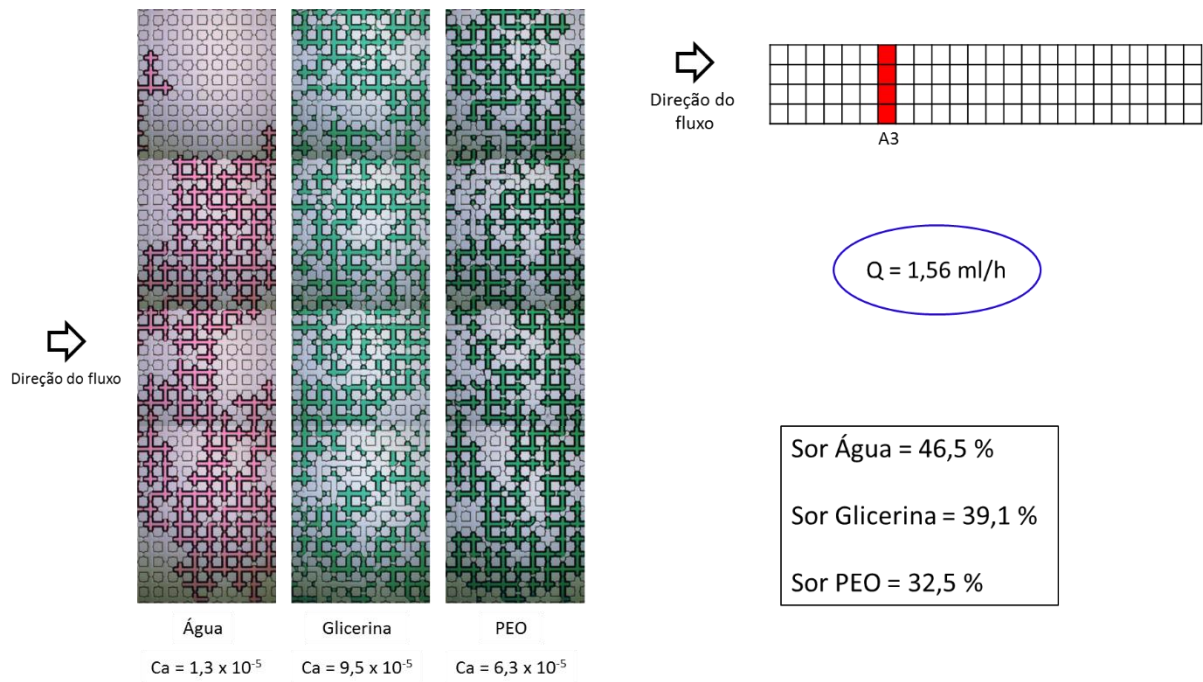 Direção do
fluxo
A3
Q = 1,56 ml/h
Direção do fluxo
Sor Água = 46,5 %
Sor Glicerina = 39,1 %
Sor PEO = 32,5 %
Água
Glicerina
PEO
Ca = 1,3 x 10⁻⁵
Ca = 9,5 x 10⁻⁵
Ca = 6,3 x 10⁻⁵